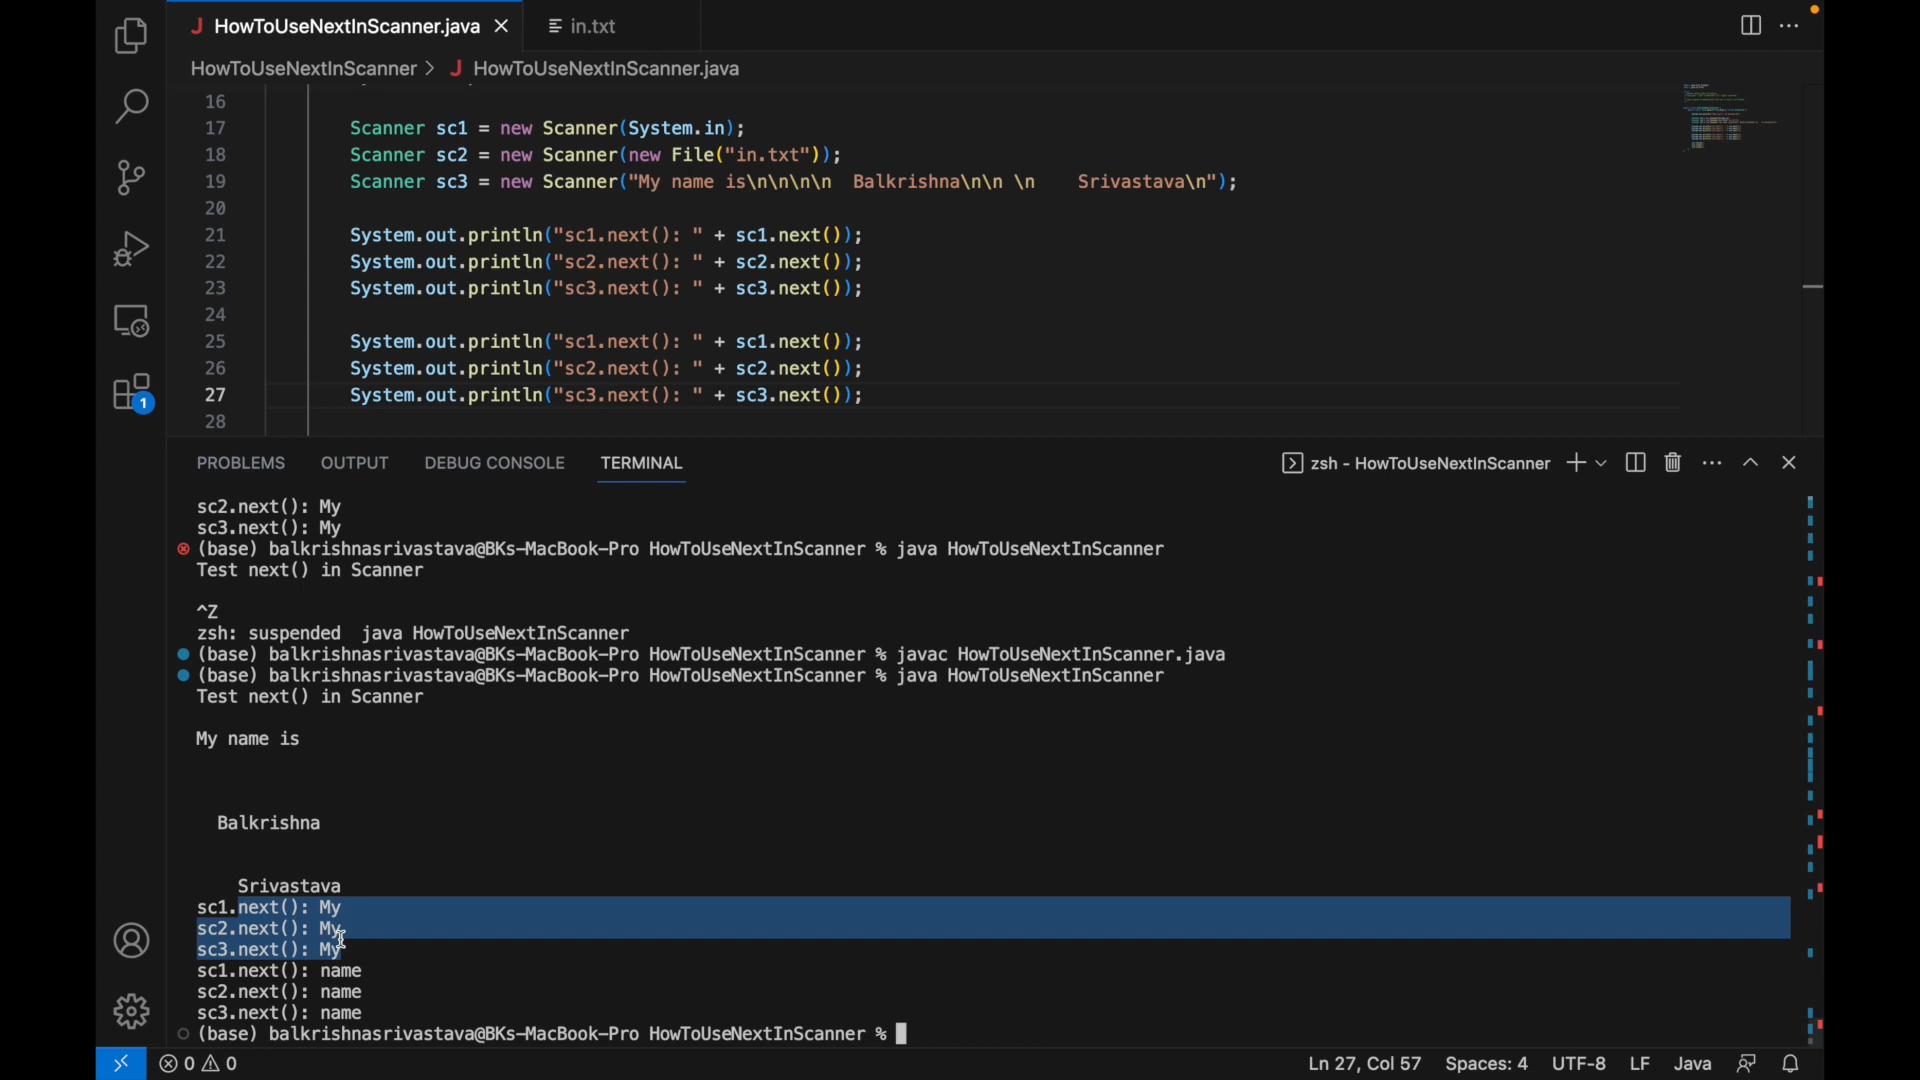 HowToUseNextInScanner.java
in.txt
HowToUseNextInScanner > HowToUseNextInScanner.java
16
17 Scanner sc1 = new Scanner(System.in);
18 Scanner sc2 = new Scanner(new File("in.txt"));
19 Scanner sc3 = new Scanner("My name is\n\n\n\n  Balkrishna\n\n \n    Srivastava\n");
20
21 System.out.println("sc1.next(): " + sc1.next());
22 System.out.println("sc2.next(): " + sc2.next());
23 System.out.println("sc3.next(): " + sc3.next());
24
25 System.out.println("sc1.next(): " + sc1.next());
26 System.out.println("sc2.next(): " + sc2.next());
27 System.out.println("sc3.next(): " + sc3.next());
28
1
PROBLEMS OUTPUT DEBUG CONSOLE TERMINAL zsh - HowToUseNextInScanner
sc2.next(): My
sc3.next(): My
(base) balkrishnasrivastava@BKs-MacBook-Pro HowToUseNextInScanner % java HowToUseNextInScanner
Test next() in Scanner
^Z
zsh: suspended  java HowToUseNextInScanner
(base) balkrishnasrivastava@BKs-MacBook-Pro HowToUseNextInScanner % javac HowToUseNextInScanner.java
(base) balkrishnasrivastava@BKs-MacBook-Pro HowToUseNextInScanner % java HowToUseNextInScanner
Test next() in Scanner
My name is
Balkrishna
Srivastava
sc1.next(): My
sc2.next(): My
sc3.next(): My
sc1.next(): name
sc2.next(): name
sc3.next(): name
(base) balkrishnasrivastava@BKs-MacBook-Pro HowToUseNextInScanner %
0 0 Ln 27, Col 57 Spaces: 4 UTF-8 LF Java